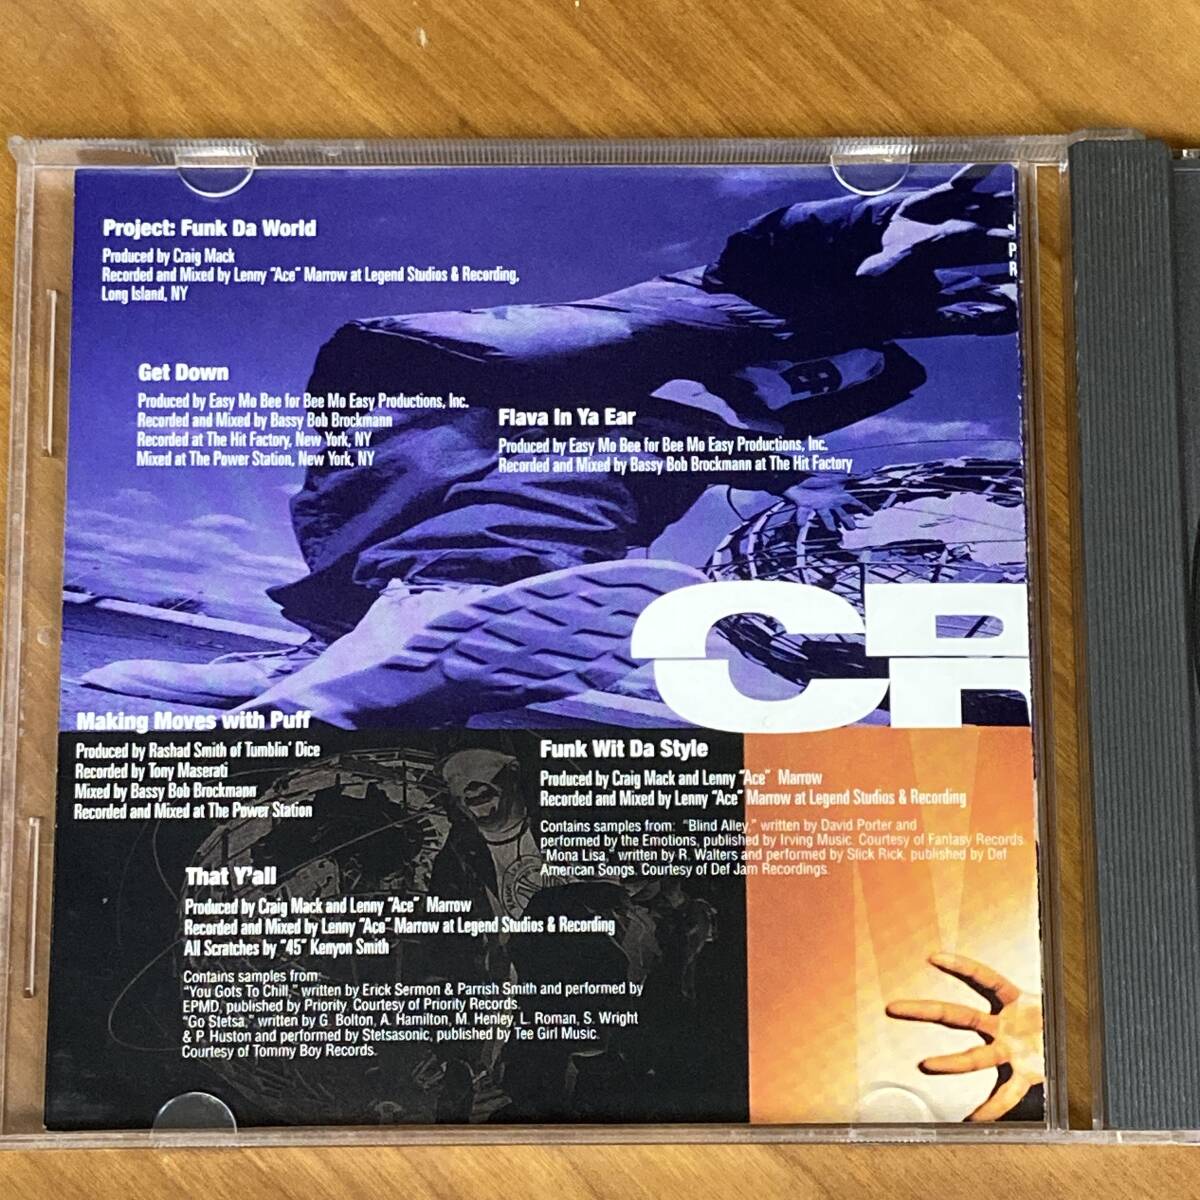 Project: Funk Da World
Produced by Craig Mack
Recorded and Mixed by Lenny "Ace" Marrow at Legend Studios & Recording,
Long Island, NY
Get Down
Produced by Easy Mo Bee for Bee Mo Easy Productions, Inc.
Recorded and Mixed by Bassy Bob Brockmann
Recorded at The Hit Factory, New York, NY
Mixed at The Power Station, New York, NY
Flava In Ya Ear
Produced by Easy Mo Bee for Bee Mo Easy Productions, Inc.
Recorded and Mixed by Bassy Bob Brockmann at The Hit Factory
P
R
CR
Making Moves with Puff
Produced by Rashad Smith of Tumblin' Dice
Recorded by Tony Maserati
Mixed by Bassy Bob Brockmann
Recorded and Mixed at The Power Station
Funk Wit Da Style
Produced by Craig Mack and Lenny "Ace" Marrow
Recorded and Mixed by Lenny "Ace" Marrow at Legend Studios & Recording
Contains samples from: "Blind Alley," written by David Porter and
performed by the Emotions, published by Irving Music. Courtesy of Fantasy Records.
"Mona Lisa," written by R. Walters and performed by Slick Rick, published by Def
American Songs. Courtesy of Def Jam Recordings.
That Y'all
Produced by Craig Mack and Lenny "Ace" Marrow
Recorded and Mixed by Lenny "Ace" Marrow at Legend Studios & Recording
All Scratches by "45" Kenyon Smith
Contains samples from:
"You Gots To Chill," written by Erick Sermon & Parrish Smith and performed by
EPMD, published by Priority. Courtesy of Priority Records.
"Go Stetsa," written by G. Bolton, A. Hamilton, M. Henley, L. Roman, S. Wright
& P. Huston and performed by Stetsasonic, published by Tee Girl Music.
Courtesy of Tommy Boy Records.